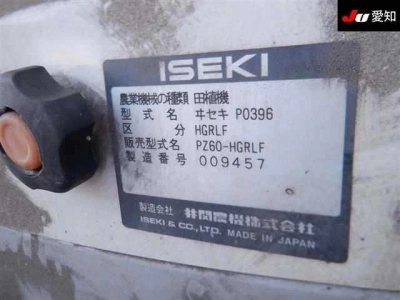 JU 愛知
ISEKI
農業機械の種類 田植機
型式名 ヰセキ P0396
区分 HGRLF
販売型式名 PZ60-HGRLF
製造番号 009457
製造会社 井関農機株式会社
ISEKI & CO., LTD. MADE IN JAPAN